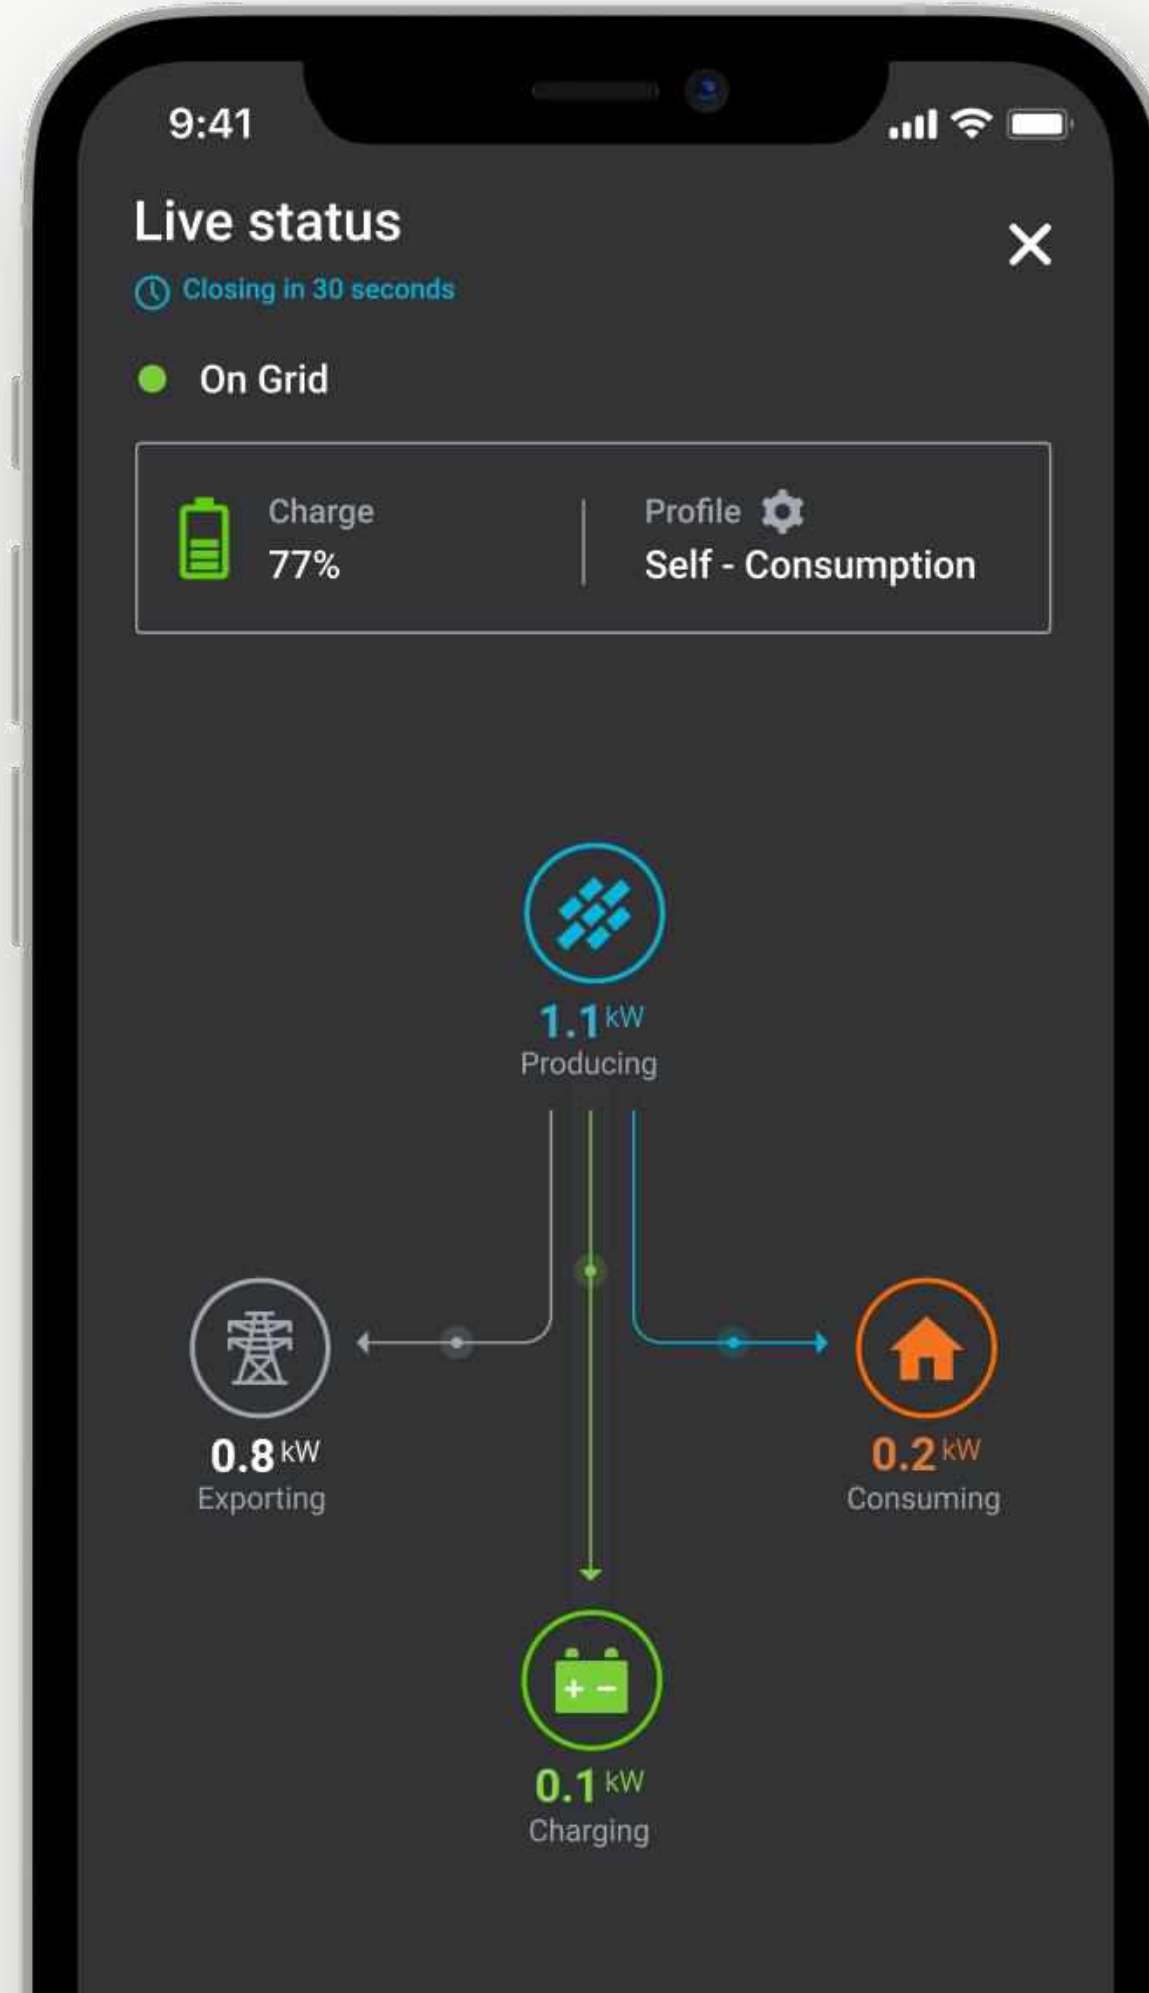 9:41
Live status
Closing in 30 seconds
On Grid
Charge
77%
Profile
Self - Consumption
1.1 kW
Producing
0.8 kW
Exporting
0.2 kW
Consuming
+ -
0.1 kW
Charging